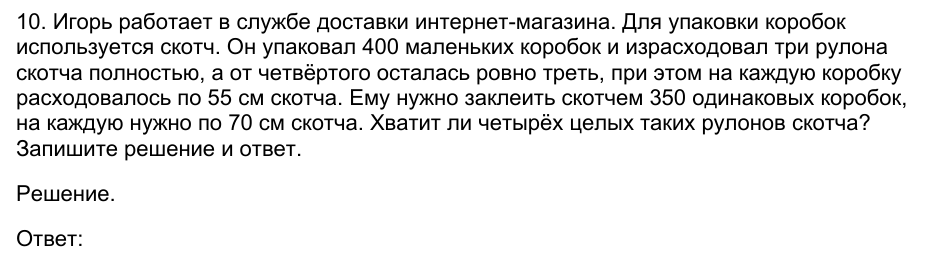 10. Игорь работает в службе доставки интернет-магазина. Для упаковки коробок
используется скотч. Он упаковал 400 маленьких коробок и израсходовал три рулона
скотча полностью, а от четвёртого осталась ровно треть, при этом на каждую коробку
расходовалось по 55 см скотча. Ему нужно заклеить скотчем 350 одинаковых коробок,
на каждую нужно по 70 см скотча. Хватит ли четырёх целых таких рулонов скотча?
Запишите решение и ответ.
Решение.
Ответ: